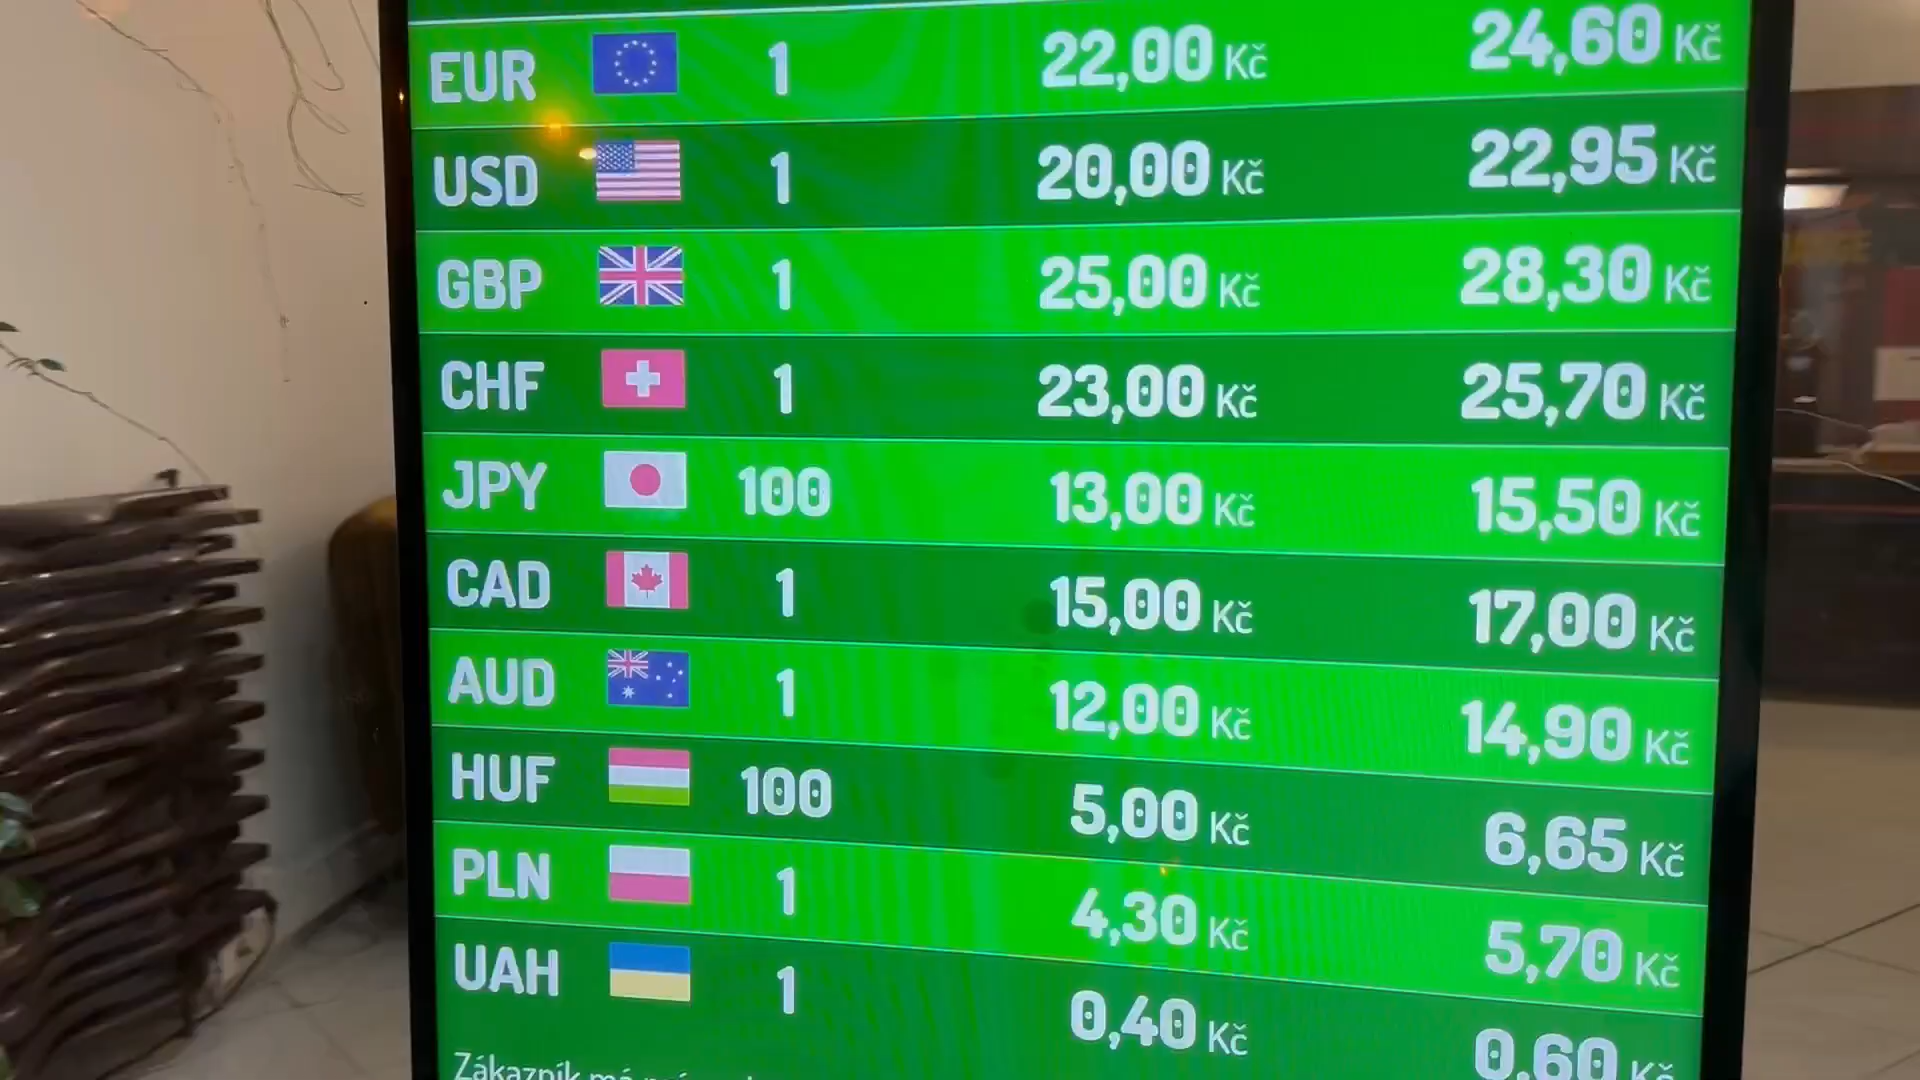 EUR 1 22,00 Kč 24,60 Kč
USD 1 20,00 Kč 22,95 Kč
GBP 1 25,00 Kč 28,30 Kč
CHF 1 23,00 Kč 25,70 Kč
JPY 100 13,00 Kč 15,50 Kč
CAD 1 15,00 Kč 17,00 Kč
AUD 1 12,00 Kč 14,90 Kč
HUF 100 5,00 Kč 6,65 Kč
PLN 1 4,30 Kč 5,70 Kč
UAH 1 0,40 Kč 0,60 Kč
Zákazník má